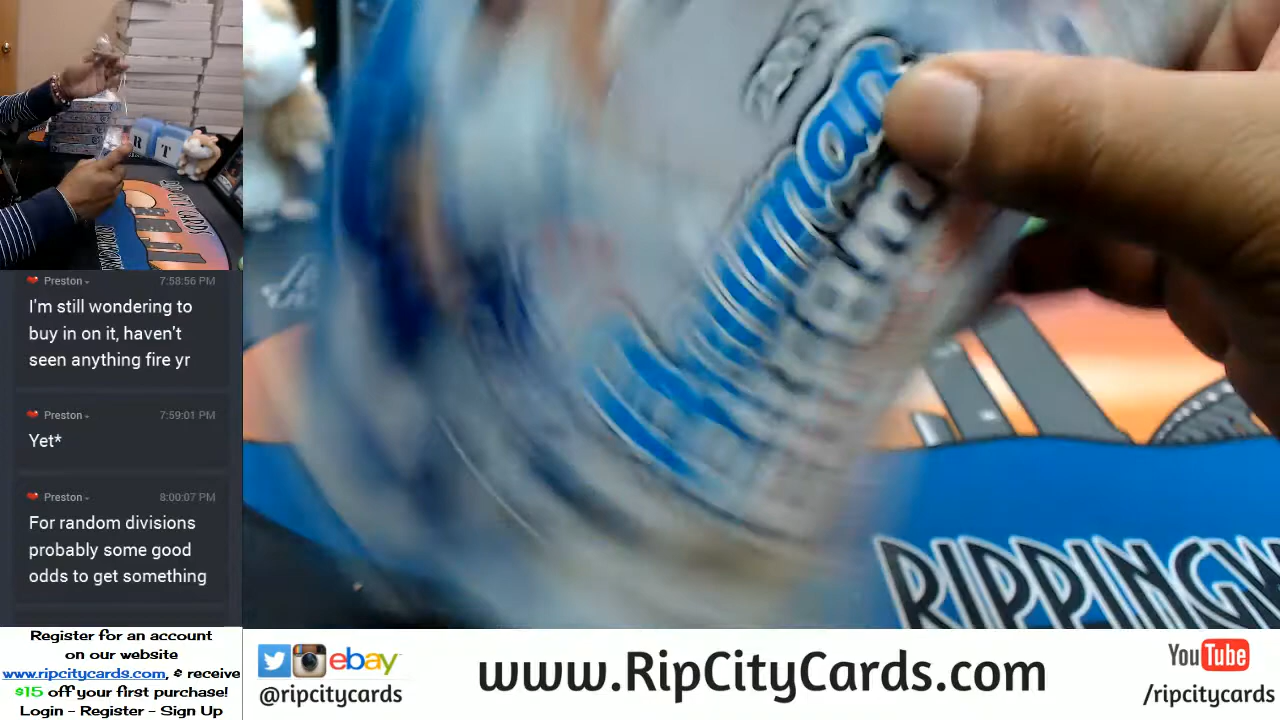 Preston
7:58:56 PM
I'm still wondering to
buy in on it, haven't
seen anything fire yr
Preston
7:59:01 PM
Yet*
Preston
8:00:07 PM
For random divisions
probably some good
odds to get something
Register for an account
on our website
www.ripcitycards.com, & receive
$15 off your first purchase!
Login - Register - Sign Up
ebay
@ripcitycards
www.RipCityCards.com
YouTube
/ripcitycards
RIPPINGW